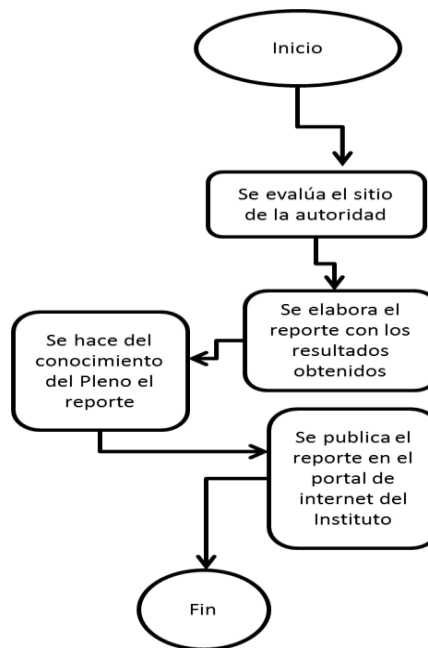 Inicio
Se evalúa el sitio
de la autoridad
Se elabora el
reporte con los
resultados
obtenidos
Se hace del
conocimiento
del Pleno el
reporte
Se publica el
reporte en el
portal de
internet del
Instituto
Fin